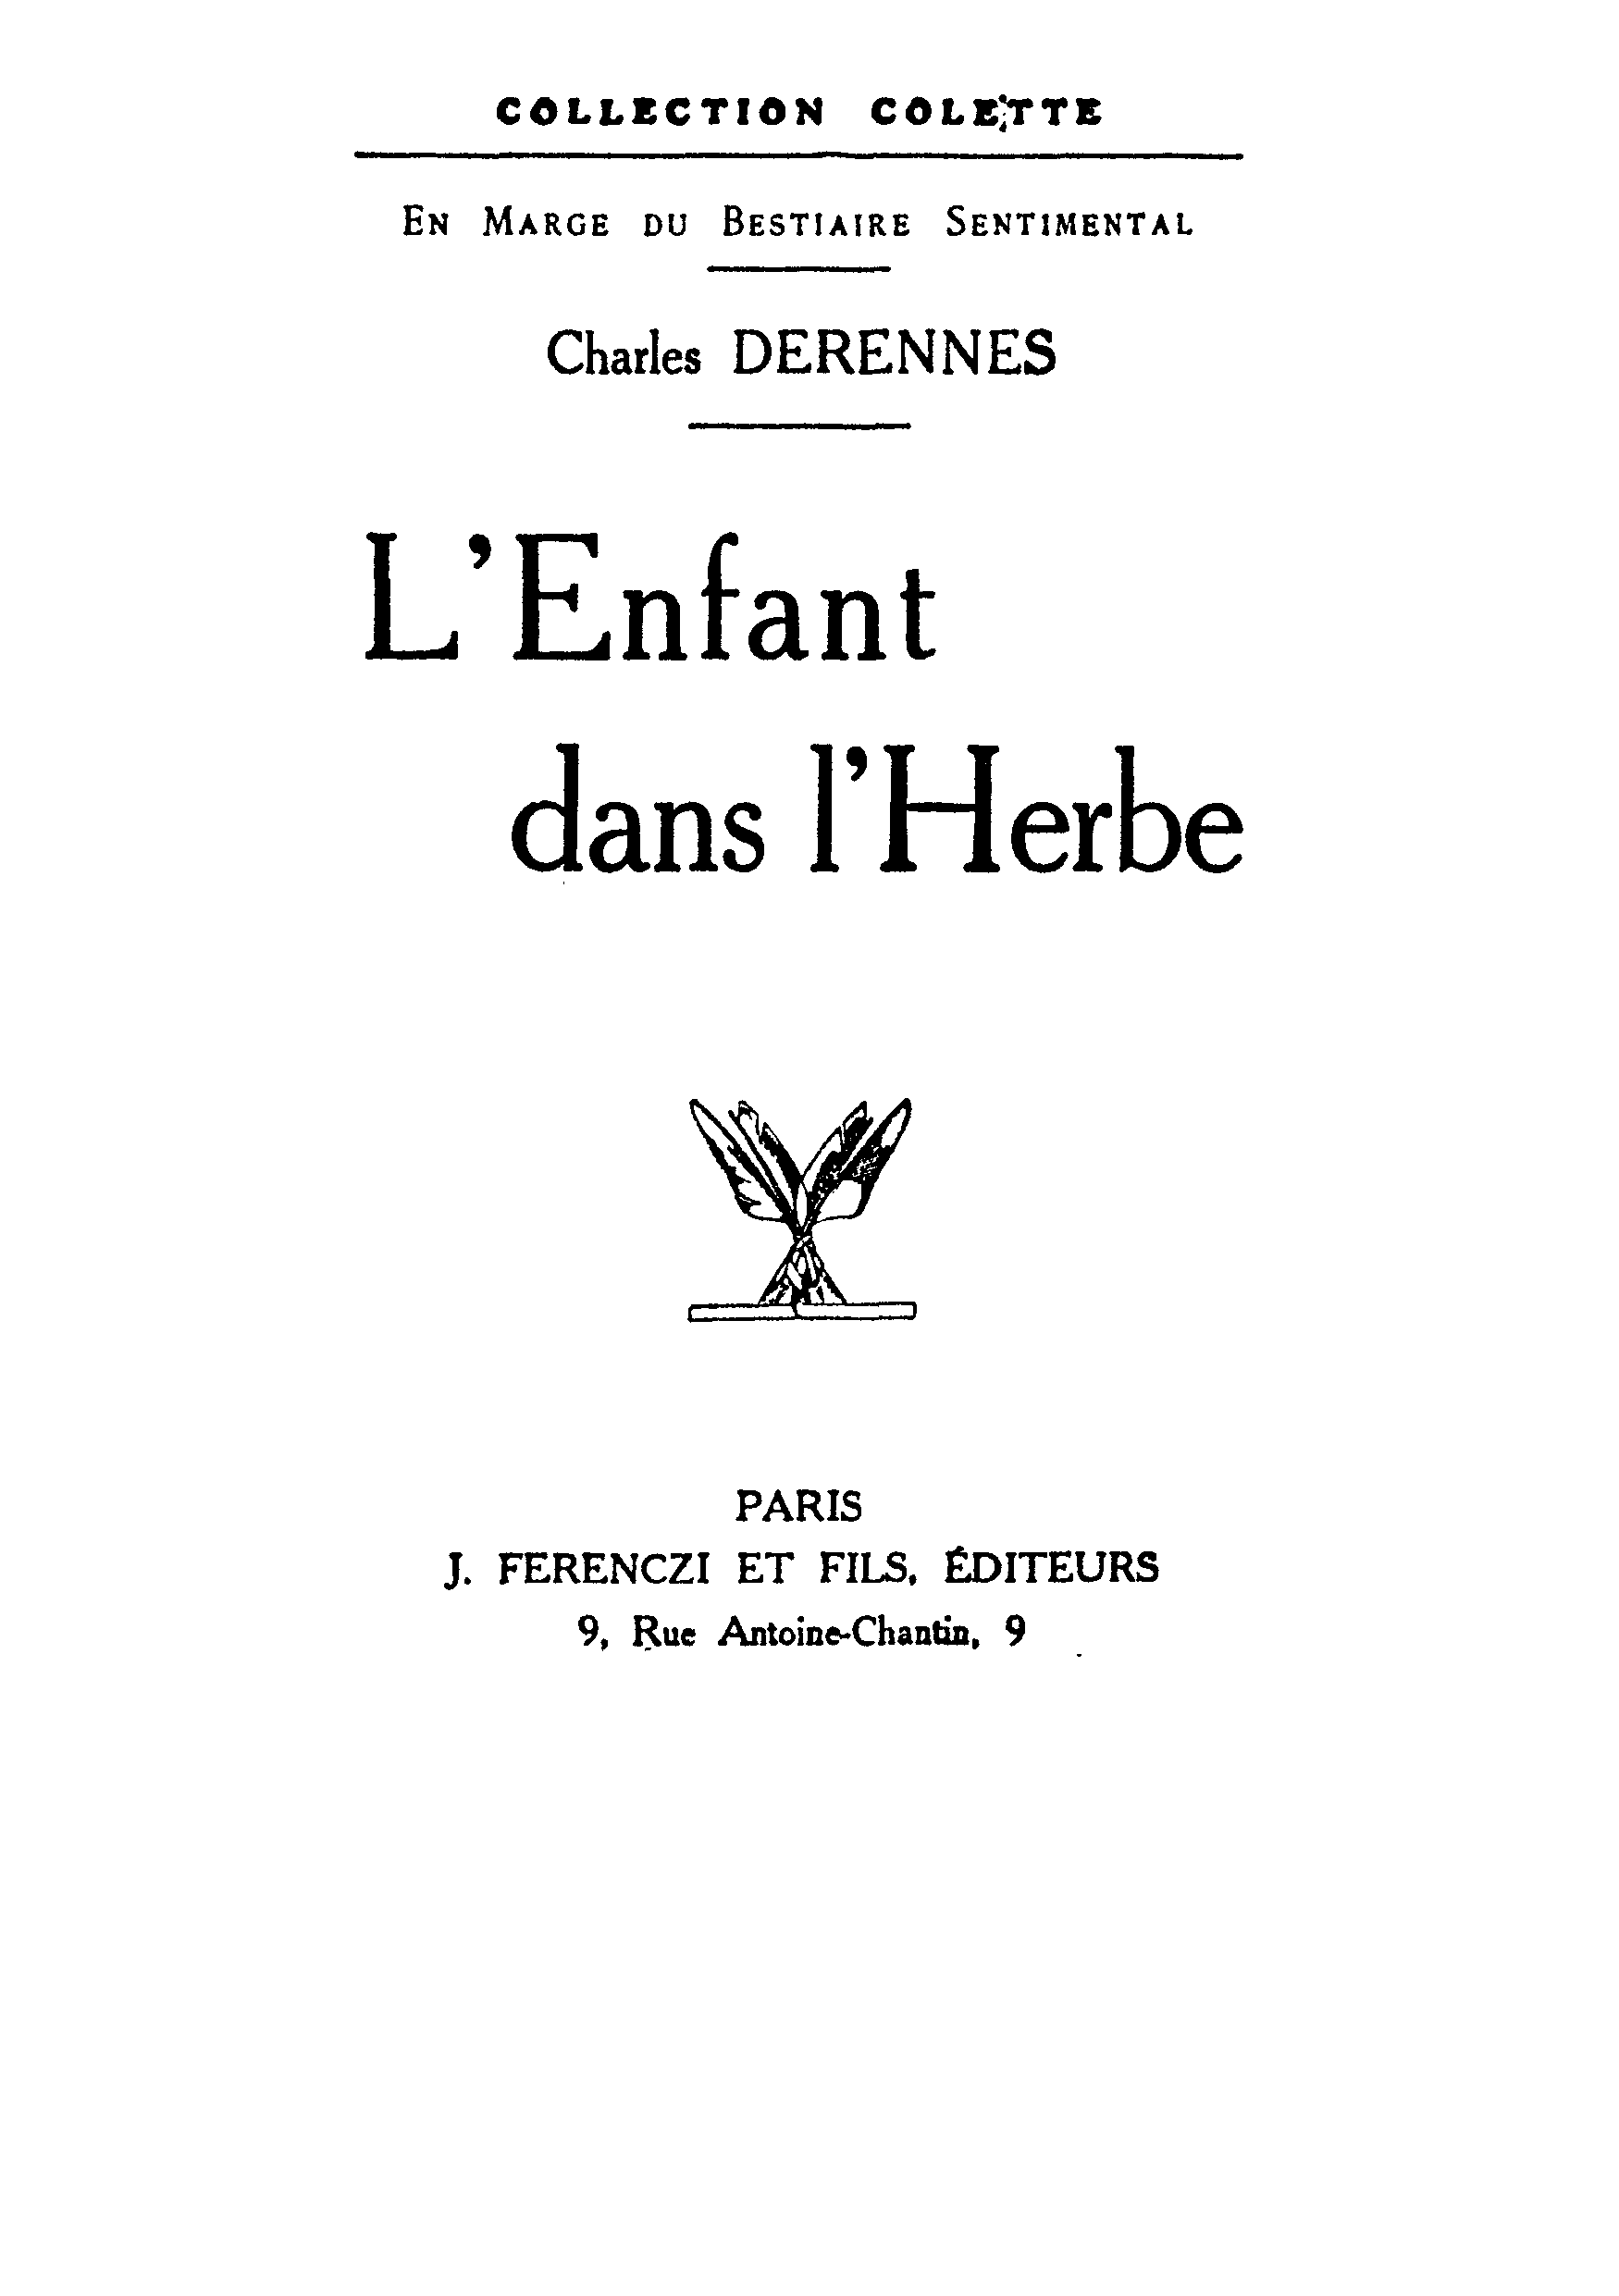 COLLECTION COLETTE
EN MARGE DU BESTIAIRE SENTIMENTAL
Charles DERENNES
L'Enfant
dans l'Herbe
PARIS
J. FERENCZI ET FILS, ÉDITEURS
9, Rue Antoine-Chantin, 9